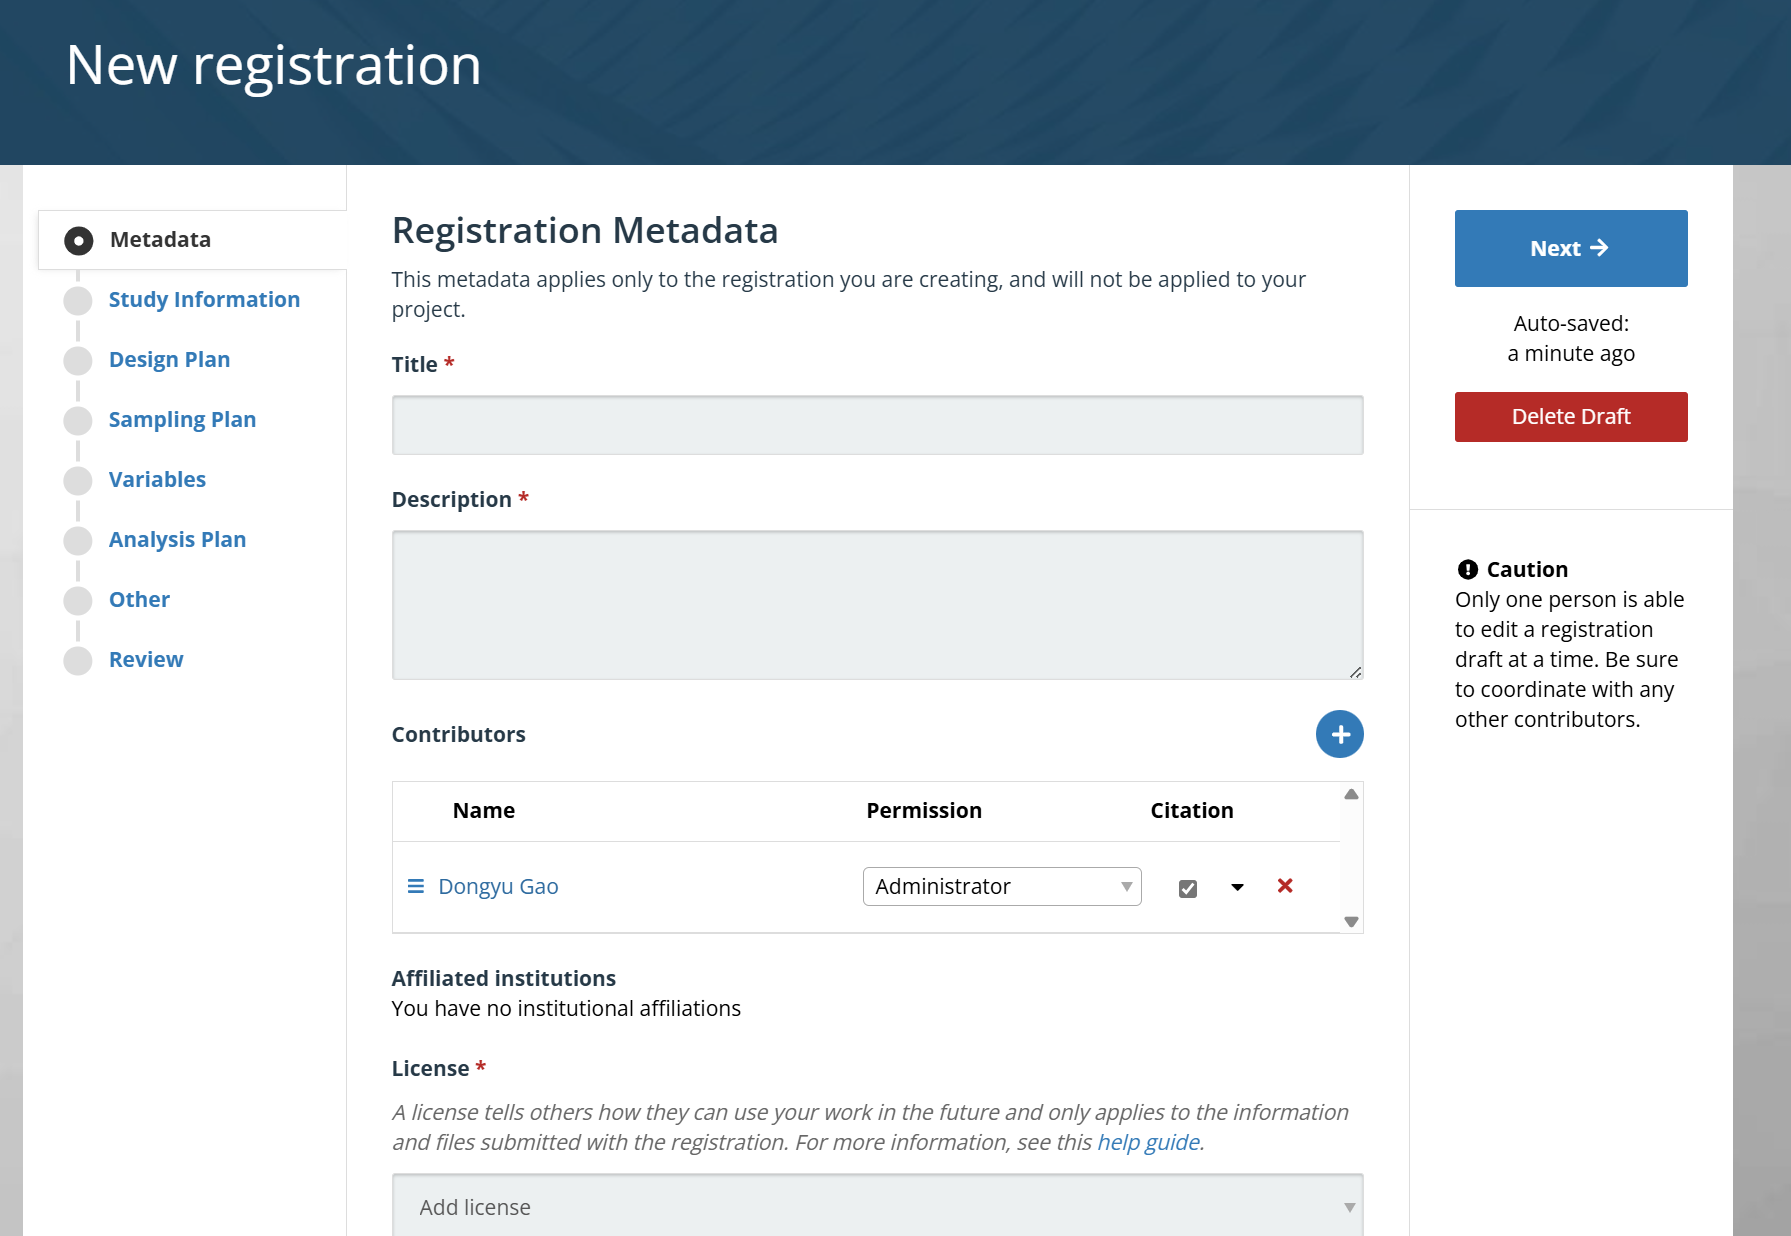 New registration
Metadata
Study Information
Design Plan
Sampling Plan
Variables
Analysis Plan
Other
Review
Registration Metadata
This metadata applies only to the registration you are creating, and will not be applied to your
project.
Title *
Description *
Contributors
Name Permission Citation
Dongyu Gao Administrator
Affiliated institutions
You have no institutional affiliations
License *
A license tells others how they can use your work in the future and only applies to the information
and files submitted with the registration. For more information, see this help guide.
Add license
Next
Auto-saved:
a minute ago
Delete Draft
Caution
Only one person is able
to edit a registration
draft at a time. Be sure
to coordinate with any
other contributors.